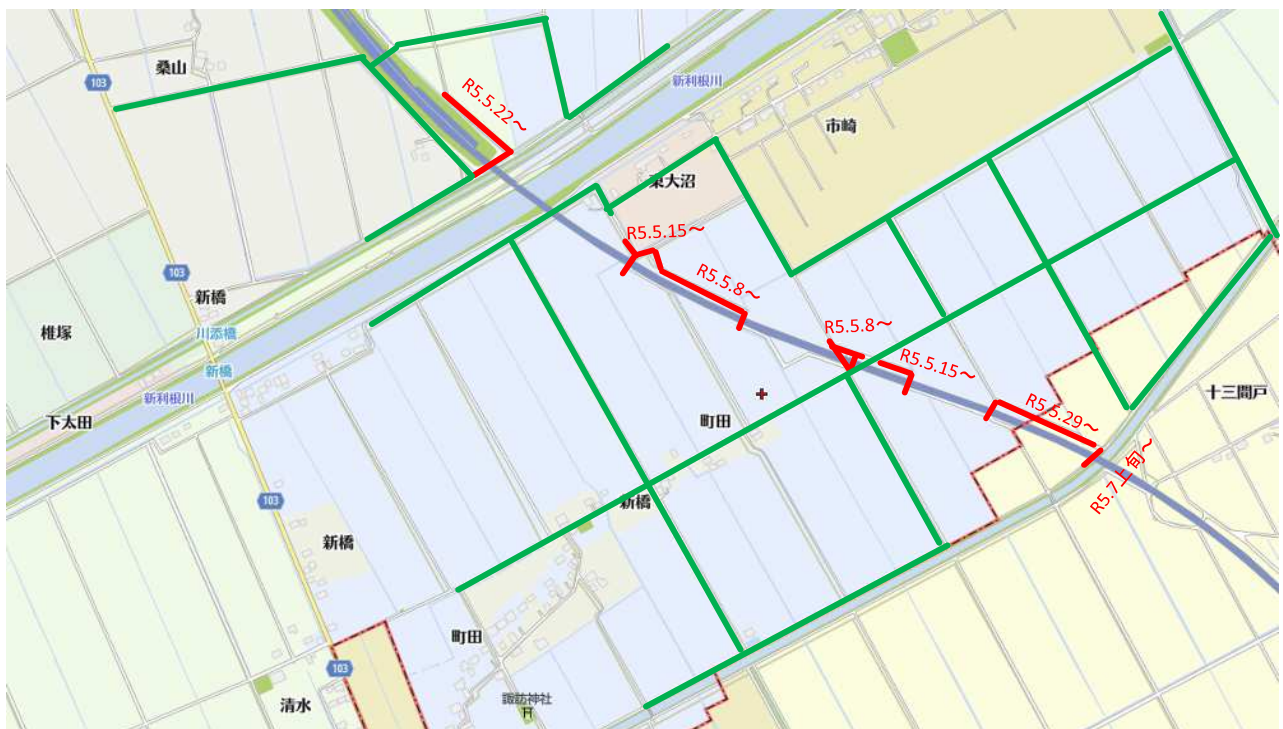 桑山
103
R5.5.22～
新利根川
市崎
東大沼
R5.5.15～
103
新橋
R5.5.8～
椎塚
川添橋
R5.5.8～
新橋
R5.5.15～
新利根川
下太田
町田
R5.5.29～
十三間戸
R5.7上旬～
103
新橋
新橋
町田
103
清水
諏訪神社